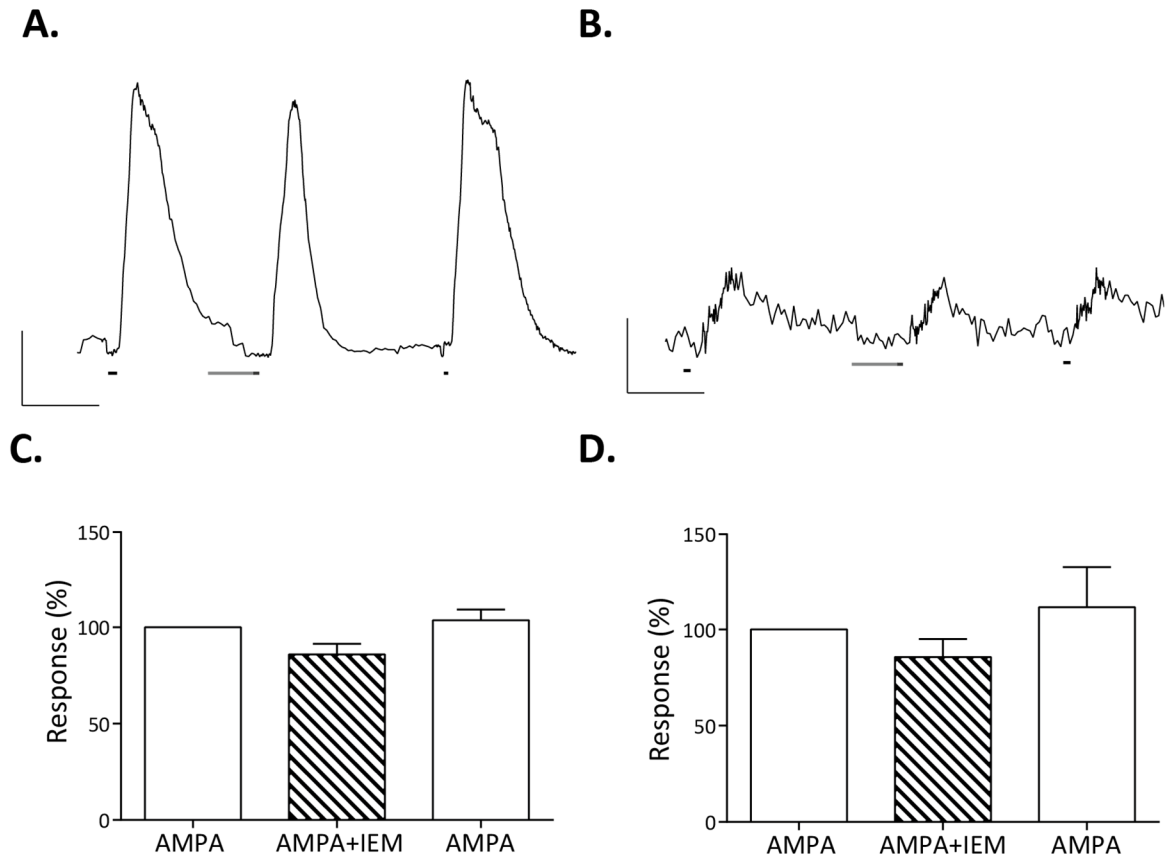 A.
B.
C.
150
100
50
0
Response (%)
AMPA
AMPA+IEM
AMPA
D.
150
100
50
0
Response (%)
AMPA
AMPA+IEM
AMPA